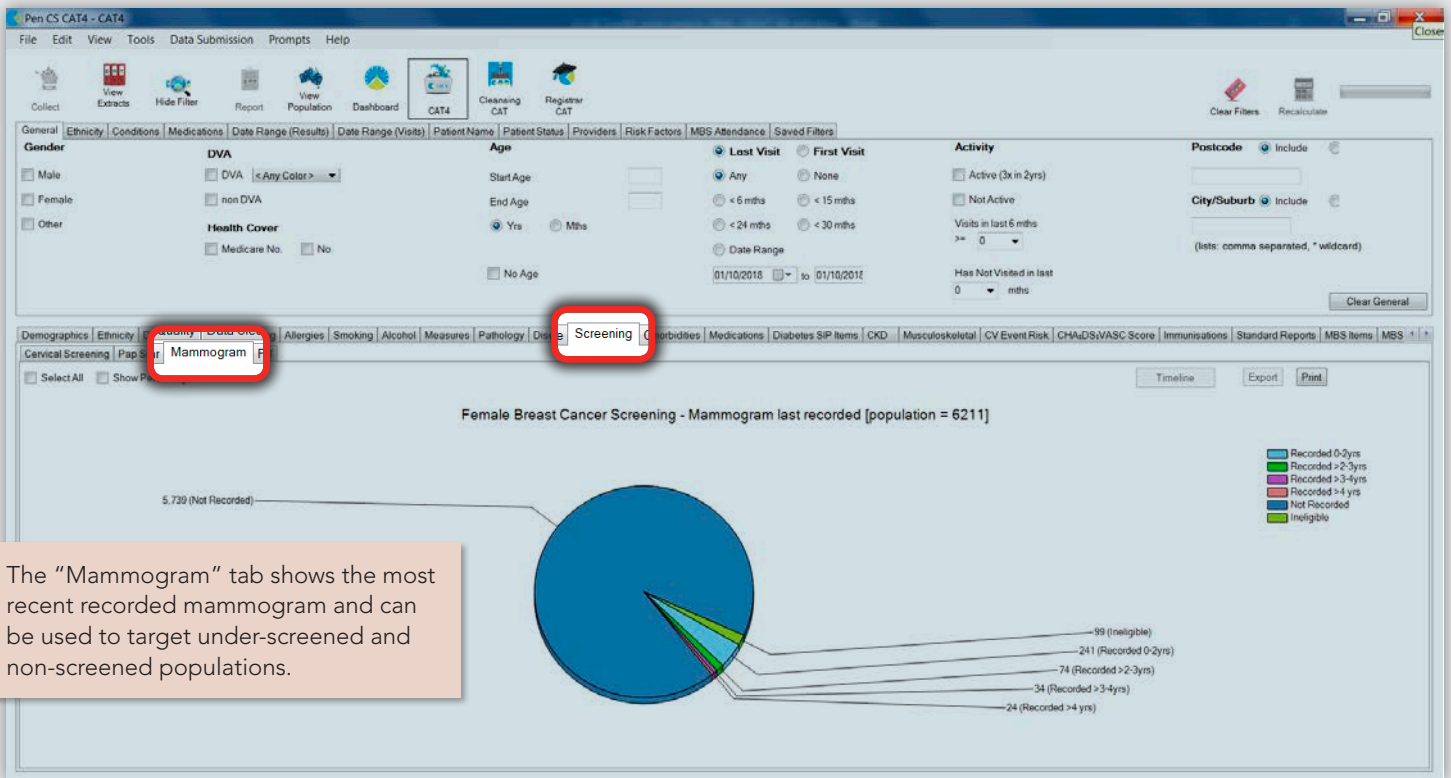 Pen CS CAT4 - CAT4
Close
File Edit View Tools Data Submission Prompts Help
Collect
View Extracts
Hide Filter
Report
View Population
Dashboard
CAT4
Cleansing CAT
Registrar CAT
Clear Filters
Recalculate
General Ethnicity Conditions Medications Date Range (Results) Date Range (Visits) Patient Name Patient Status Providers Risk Factors MBS Attendance Saved Filters
Gender
Male
Female
Other
DVA
DVA <Any Color>
non DVA
Health Cover
Medicare No. No
Age
Start Age
End Age
Yrs Mths
No Age
Last Visit First Visit
Any None
< 6 mths < 15 mths
< 24 mths < 30 mths
Date Range
01/10/2018 to 01/10/2018
Activity
Active (3x in 2yrs)
Not Active
Visits in last 6 mths
>= 0
Has Not Visited in last
0 mths
Postcode Include
City/Suburb Include
(lists: comma separated, * wildcard)
Clear General
Demographics Ethnicity Allergies Smoking Alcohol Measures Pathology Screening Medications Diabetes SIP Items CKD Musculoskeletal CV Event Risk CHA₂DS₂VASC Score Immunisations Standard Reports MBS Items MBS
Cervical Screening Pap Mammogram
Select All Show
Timeline Export Print
Female Breast Cancer Screening - Mammogram last recorded [population = 6211]
Recorded 0-2yrs
Recorded >2-3yrs
Recorded >3-4yrs
Recorded >4 yrs
Not Recorded
Ineligible
5,739 (Not Recorded)
99 (Ineligible)
241 (Recorded 0-2yrs)
74 (Recorded >2-3yrs)
34 (Recorded >3-4yrs)
24 (Recorded >4 yrs)
The “Mammogram” tab shows the most
recent recorded mammogram and can
be used to target under-screened and
non-screened populations.